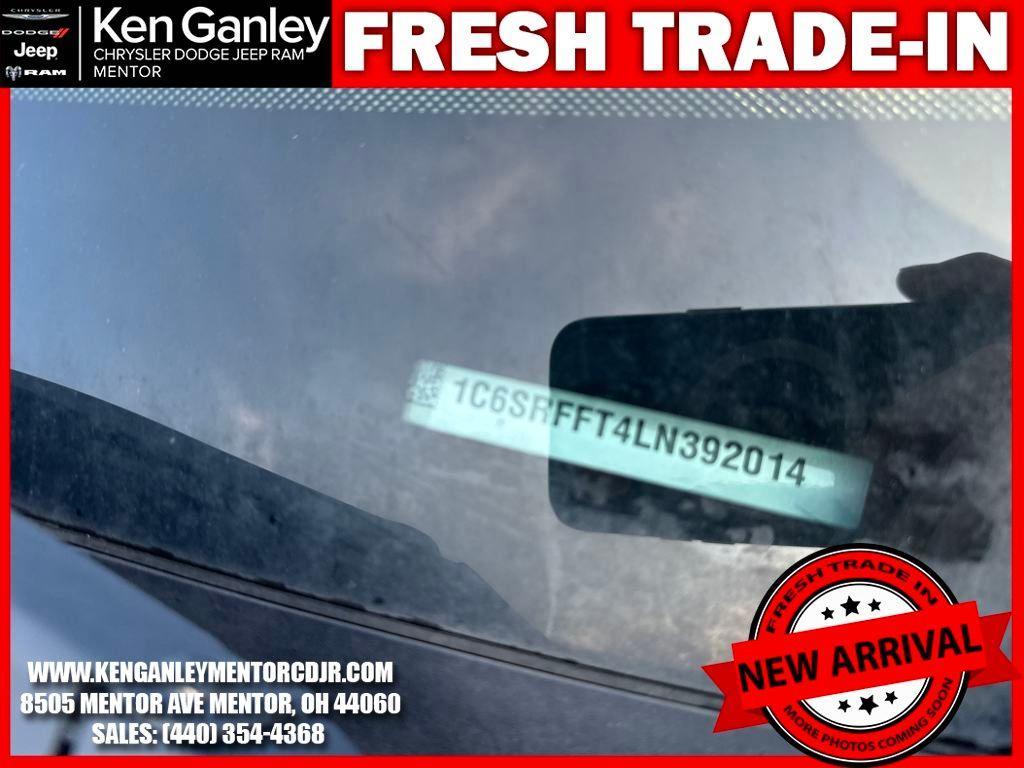 CHRYSLER
DODGE
Jeep
RAM
Ken Ganley
CHRYSLER DODGE JEEP RAM
MENTOR
FRESH TRADE-IN
1C6SRFFT4LN392014
WWW.KENGANLEYMENTORCDJR.COM
8505 MENTOR AVE MENTOR, OH 44060
SALES: (440) 354-4368
FRESH TRADE IN
NEW ARRIVAL
MORE PHOTOS COMING SOON